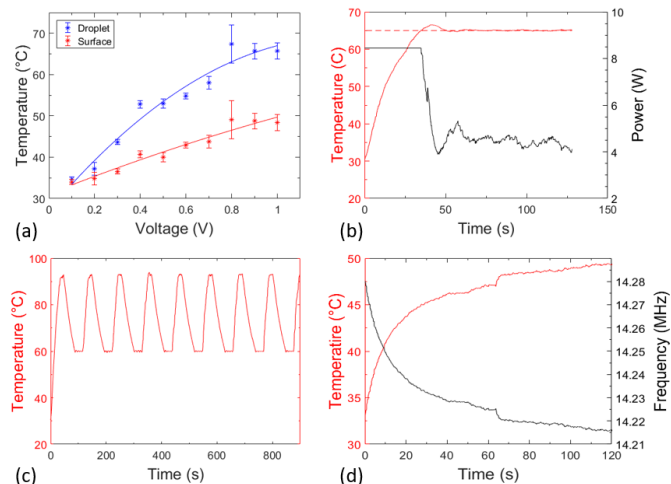 70
60
50
40
30
Temperature (°C)
Droplet
Surface
0 0.2 0.4 0.6 0.8 1
Voltage (V)
(a)
70
60
50
40
30
20
Temperature (C)
10
8
6
4
2
Power (W)
0 50 100 150
Time (s)
(b)
100
80
60
40
20
Temperature (°C)
0 200 400 600 800
Time (s)
(c)
50
45
40
35
30
Temperatire (°C)
14.28
14.27
14.26
14.25
14.24
14.23
14.22
14.21
Frequency (MHz)
0 20 40 60 80 100 120
Time (s)
(d)